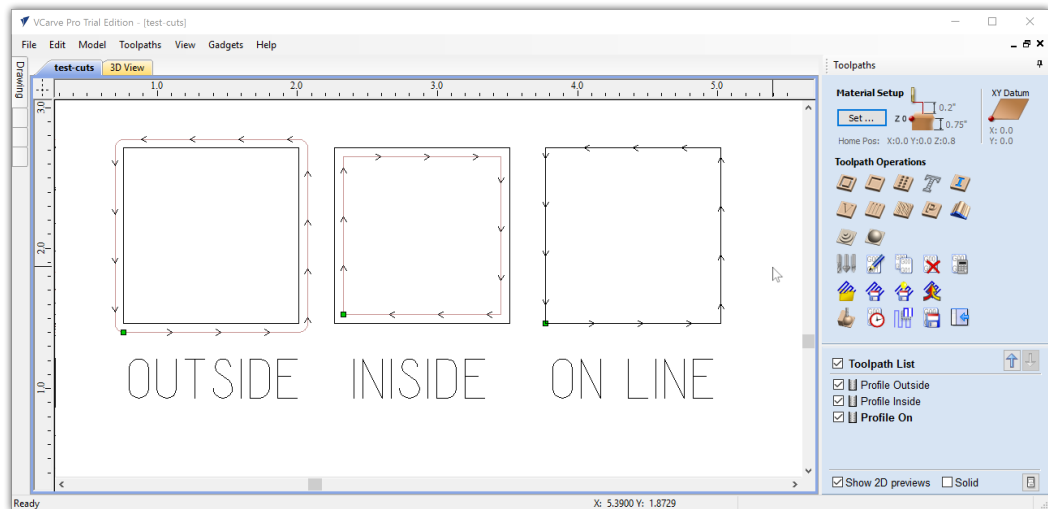 VCarve Pro Trial Edition - [test-cuts]
File Edit Model Toolpaths View Gadgets Help
Drawing
test-cuts 3D View
1.0 2.0 3.0 4.0 5.0
3.0
2.0
1.0
OUTSIDE INISIDE ON LINE
Ready X: 5.3900 Y: 1.8729
Toolpaths
Material Setup
Set ...
Z 0
0.2"
0.75"
XY Datum
X: 0.0
Y: 0.0
Home Pos: X:0.0 Y:0.0 Z:0.8
Toolpath Operations
Toolpath List
Profile Outside
Profile Inside
Profile On
Show 2D previews Solid